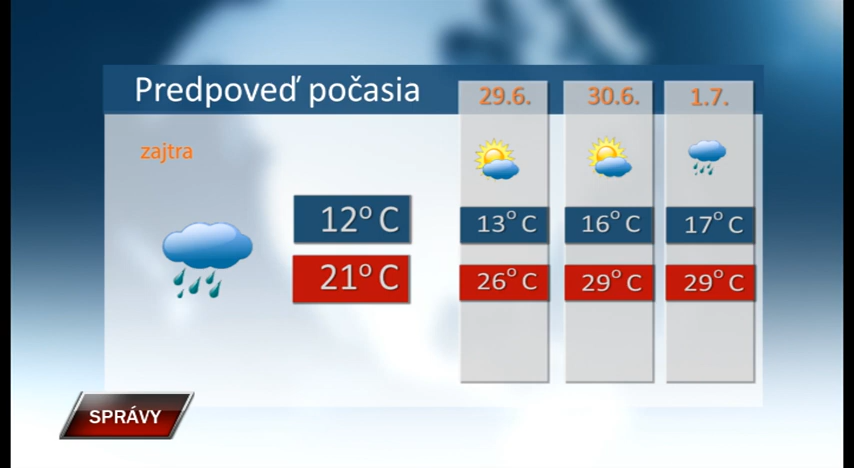 Predpoveď počasia
zajtra
12° C
21° C
29.6.
13° C
26° C
30.6.
16° C
29° C
1.7.
17° C
29° C
SPRÁVY